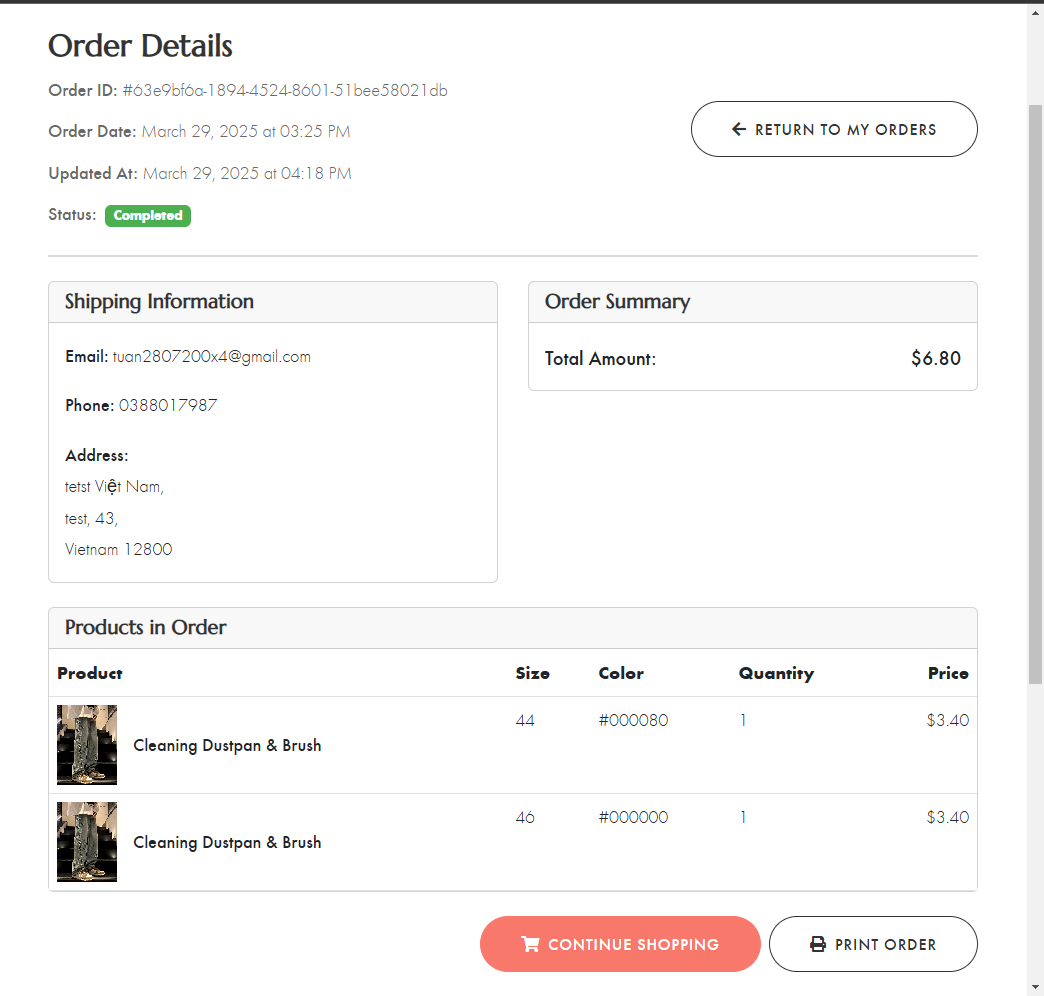 Order Details
Order ID: #63e9bf6a-1894-4524-8601-51bee58021db
Order Date: March 29, 2025 at 03:25 PM
Updated At: March 29, 2025 at 04:18 PM
Status: Completed
RETURN TO MY ORDERS
Shipping Information
Email: tuan2807200x4@gmail.com
Phone: 0388017987
Address:
tetst Việt Nam,
test, 43,
Vietnam 12800
Order Summary
Total Amount: $6.80
Products in Order
Product Size Color Quantity Price
Cleaning Dustpan & Brush 44 #000080 1 $3.40
Cleaning Dustpan & Brush 46 #000000 1 $3.40
CONTINUE SHOPPING PRINT ORDER